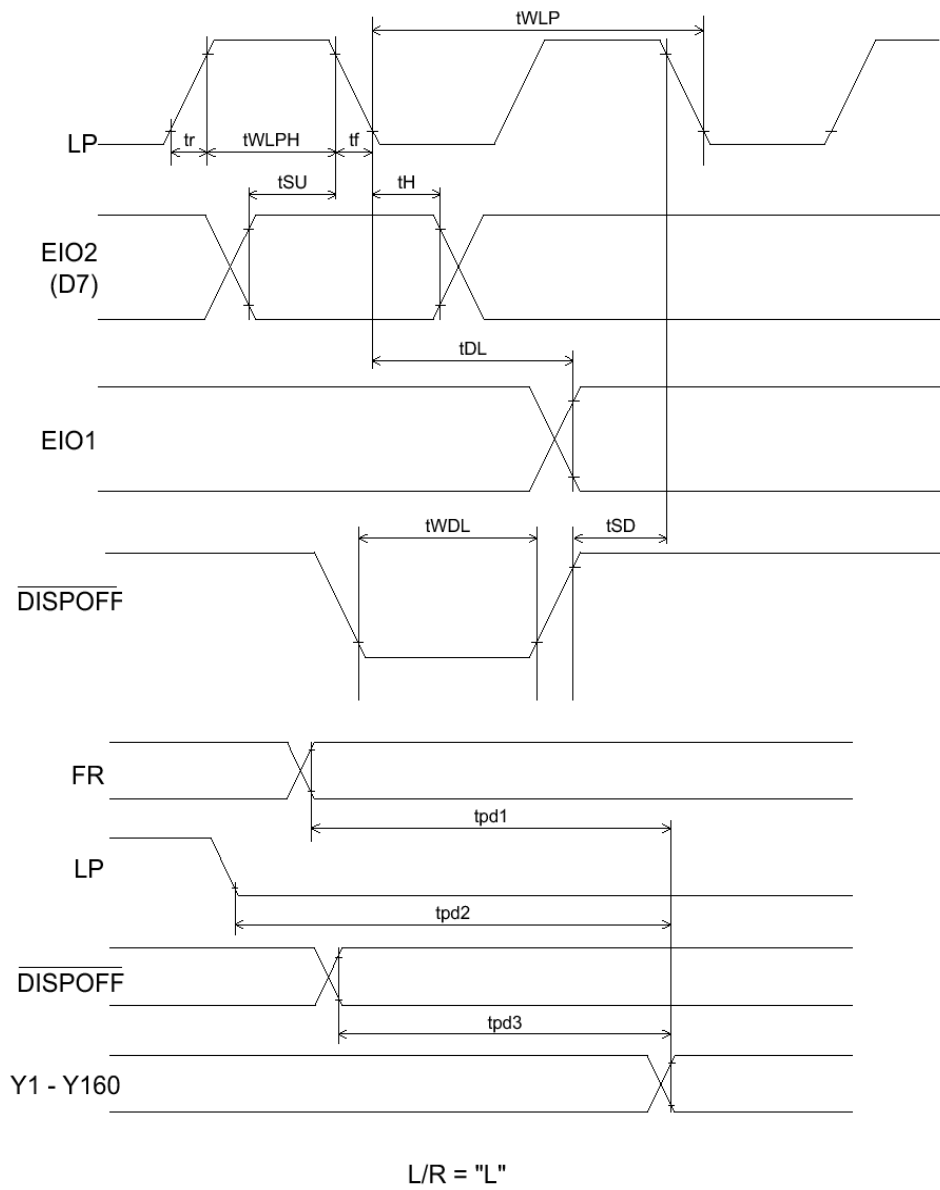 tWLP
LP
tr
tWLPH
tf
tSU
tH
EIO2
(D7)
tDL
EIO1
tWDL
tSD
DISPOFF
FR
tpd1
LP
tpd2
DISPOFF
tpd3
Y1 - Y160
L/R = "L"